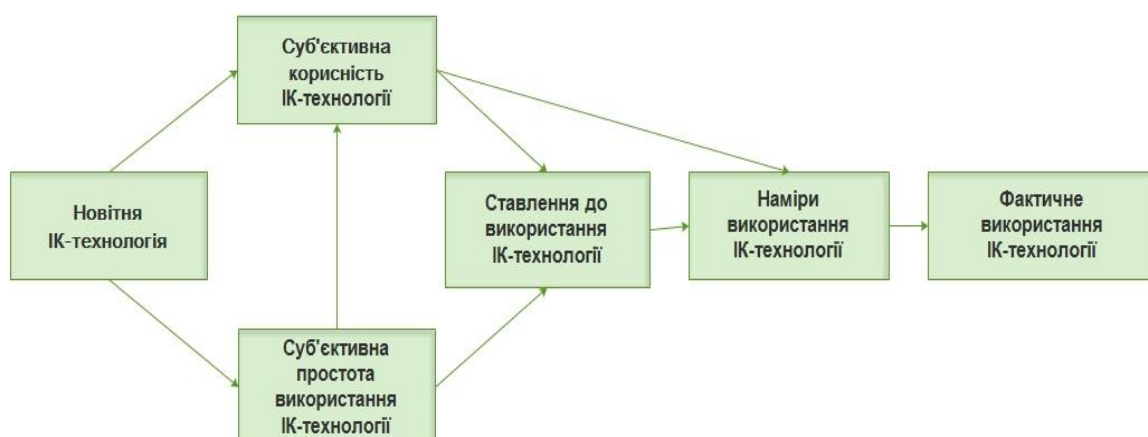 Суб'єктивна
корисність
ІК-технології
Новітня
ІК-технологія
Ставлення до
використання
ІК-технології
Наміри
використання
ІК-технології
Фактичне
використання
ІК-технології
Суб'єктивна
простота
використання
ІК-технології